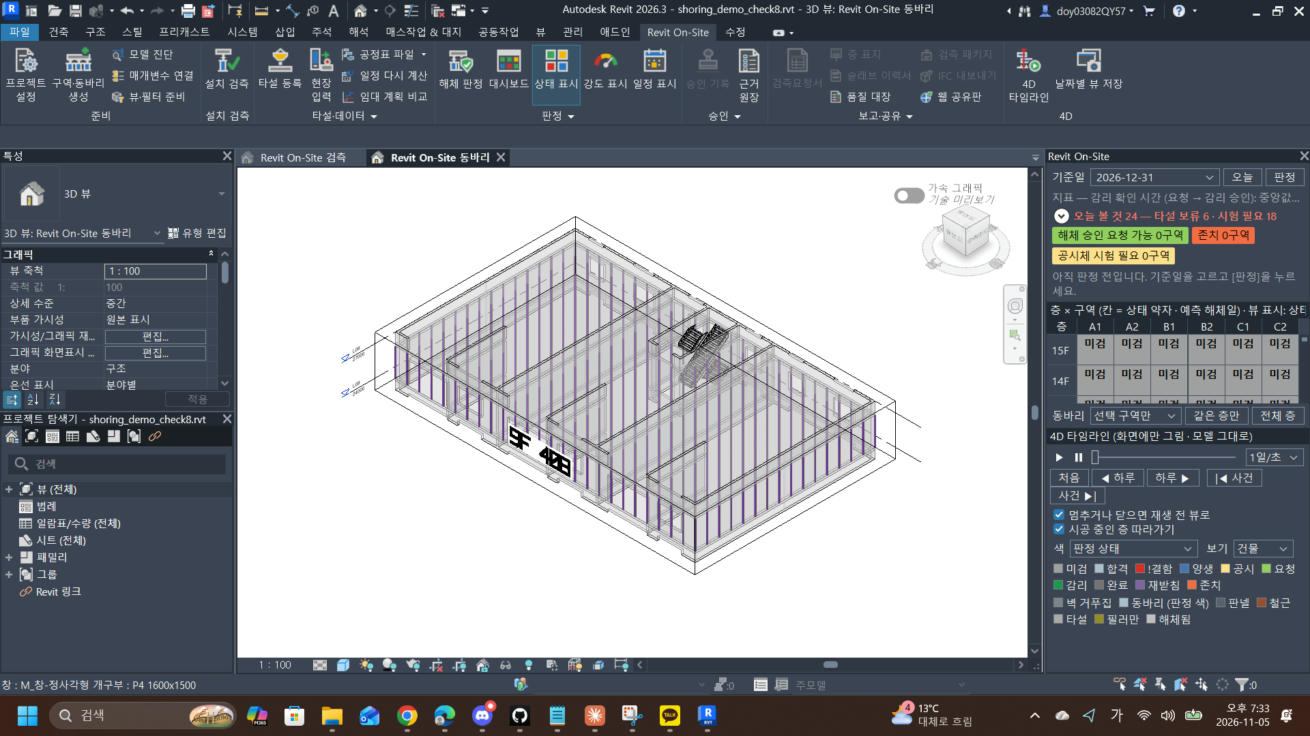 Autodesk Revit 2026.3 - shoring_demo_check8.rvt - 3D 뷰: Revit On-Site 동바리
doy03082QY57
파일 건축 구조 스틸 프리캐스트 시스템 삽입 주석 해석 매스작업 & 대지 공동작업 뷰 관리 애드인 Revit On-Site 수정
프로젝트 설정
구역·동바리 생성
모델 진단
매개변수 연결
뷰·필터 준비
준비
설치 검측
설치 검측
타설 등록
현장 입력
공정표 파일
일정 다시 계산
임대 계획 비교
타설·데이터
해체 판정
대시보드
상태 표시
강도 표시
일정 표시
판정
승인 기록
근거 원장
승인
검측요청서
층 표지
슬래브 이력서
품질 대장
검측 패키지
IFC 내보내기
웹 공유판
보고·공유
4D 타임라인
날짜별 뷰 저장
4D
특성
3D 뷰
3D 뷰: Revit On-Site 동바리 유형 편집
그래픽
뷰 축척 1 : 100
축척 값 1: 100
상세 수준 중간
부품 가시성 원본 표시
가시성/그래픽 재... 편집...
그래픽 화면표시 ... 편집...
분야 구조
은선 표시 분야별
적용
프로젝트 탐색기 - shoring_demo_check8.rvt
검색
뷰 (전체)
범례
일람표/수량 (전체)
시트 (전체)
패밀리
그룹
Revit 링크
Revit On-Site 검측
Revit On-Site 동바리
가속 그래픽
기술 미리보기
9F
1 : 100
Revit On-Site
기준일 2026-12-31 오늘 판정
지표 — 감리 확인 시간 (요청 → 감리 승인): 중앙값...
오늘 볼 것 24 — 타설 보류 6 · 시험 필요 18
해체 승인 요청 가능 0구역 존치 0구역
공시체 시험 필요 0구역
아직 판정 전입니다. 기준일을 고르고 [판정]을 누르
세요.
층 × 구역 (칸 = 상태 약자·예측 해체일) · 뷰 표시: 상태
층 A1 A2 B1 B2 C1 C2
15F 미검 미검 미검 미검 미검 미검
14F 미검 미검 미검 미검 미검 미검
동바리 선택 구역만 같은 층만 전체 층
4D 타임라인 (화면에만 그림 · 모델 그대로)
1일/초
처음 ◀ 하루 하루 ▶ |◀ 사건
사건 ▶|
멈추거나 닫으면 재생 전 뷰로
시공 중인 층 따라가기
색 판정 상태 보기 건물
미검 합격 !결함 양생 공시 요청
감리 완료 재받침 존치
벽 거푸집 동바리 (판정 색) 판넬 철근
타설 필러만 해체됨
창 : M_창-정사각형 개구부 : P4 1600x1500
:0
주모델
:0
검색
4
13°C
대체로 흐림
가
오후 7:33
2026-11-05